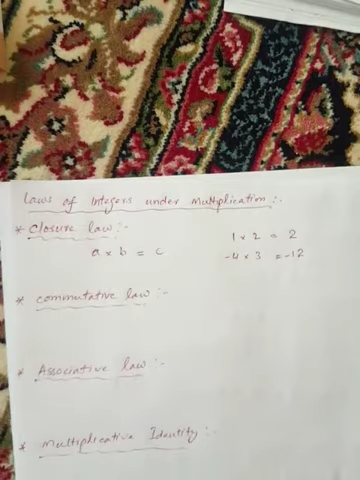 Laws of Integers under Multiplication :-
* Closure law :-
1 x 2 = 2
a x b = c
-4 x 3 = -12
* Commutative law :-
* Associative law :-
* Multiplicative Identity :-